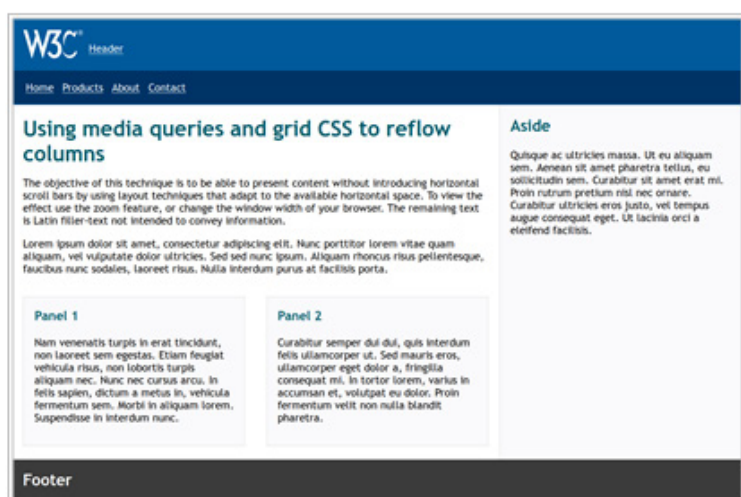 W3C® Header
Home Products About Contact
Using media queries and grid CSS to reflow
columns
The objective of this technique is to be able to present content without introducing horizontal
scroll bars by using layout techniques that adapt to the available horizontal space. To view the
effect use the zoom feature, or change the window width of your browser. The remaining text
is Latin filler-text not intended to convey information.
Lorem ipsum dolor sit amet, consectetur adipiscing elit. Nunc porttitor lorem vitae quam
aliquam, vel vulputate dolor ultricies. Sed sed nunc ipsum. Aliquam rhoncus risus pellentesque,
faucibus nunc sodales, laoreet risus. Nulla interdum purus at facilisis porta.
Panel 1
Nam venenatis turpis in erat tincidunt,
non laoreet sem egestas. Etiam feugiat
vehicula risus, non lobortis turpis
aliquam nec. Nunc nec cursus arcu. In
felis sapien, dictum a metus in, vehicula
fermentum sem. Morbi in aliquam lorem.
Suspendisse in interdum nunc.
Panel 2
Curabitur semper dui dui, quis interdum
felis ullamcorper ut. Sed mauris eros,
ullamcorper eget dolor a, fringilla
consequat mi. In tortor lorem, varius in
accumsan et, volutpat eu dolor. Proin
fermentum velit non nulla blandit
pharetra.
Aside
Quisque ac ultricies massa. Ut eu aliquam
sem. Aenean sit amet pharetra tellus, eu
sollicitudin sem. Curabitur sit amet erat mi.
Proin rutrum pretium nisl nec ornare.
Curabitur ultricies eros justo, vel tempus
augue consequat eget. Ut lacinia orci a
eleifend facilisis.
Footer